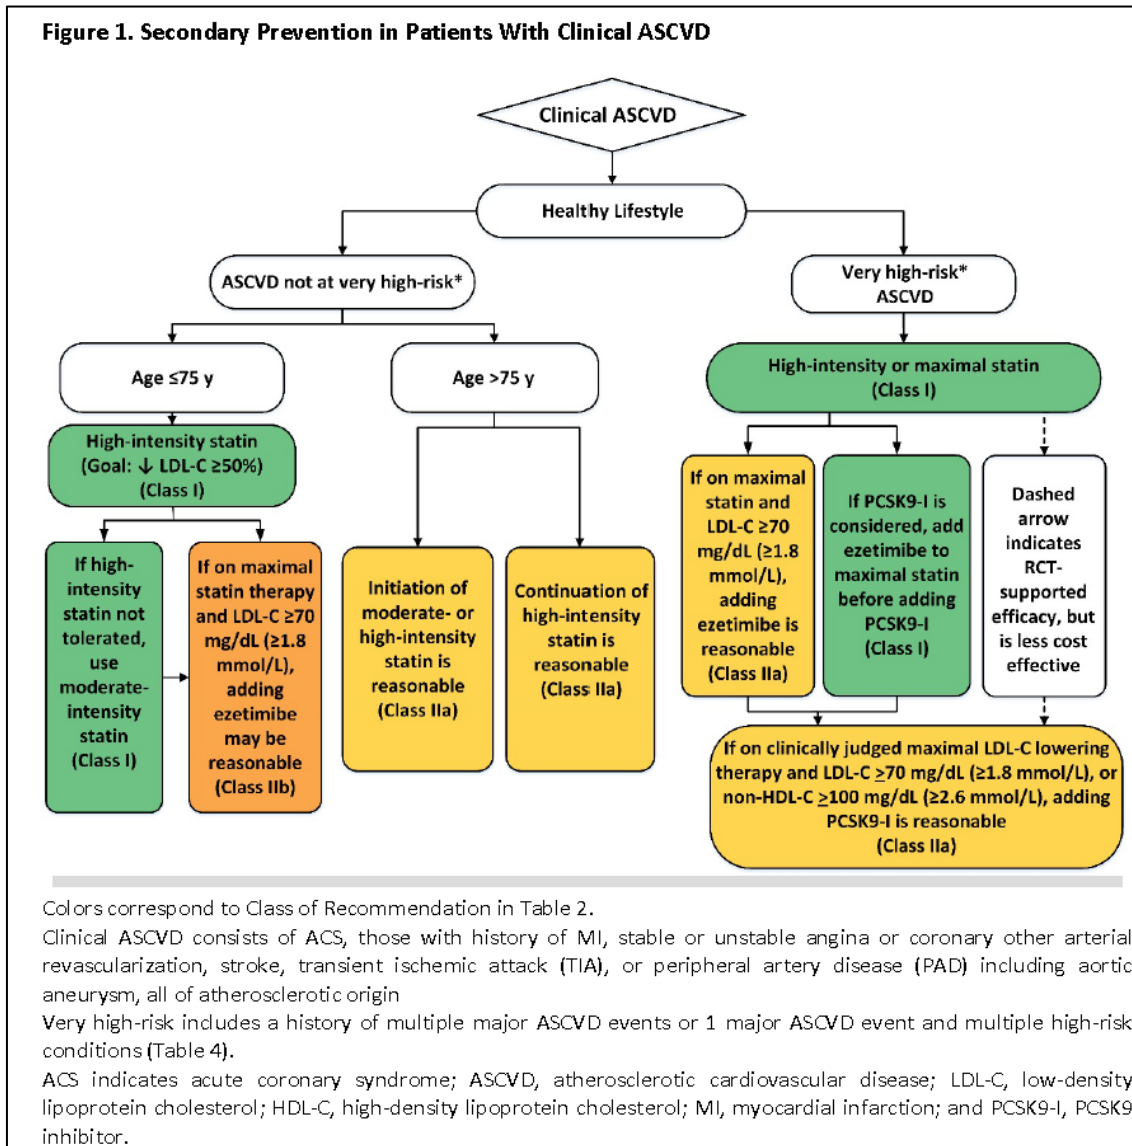 Figure 1. Secondary Prevention in Patients With Clinical ASCVD
Clinical ASCVD
Healthy Lifestyle
ASCVD not at very high-risk*
Very high-risk*
ASCVD
Age ≤75 y
Age >75 y
High-intensity or maximal statin
(Class I)
High-intensity statin
(Goal: ↓ LDL-C ≥50%)
(Class I)
If high-
intensity
statin not
tolerated,
use
moderate-
intensity
statin
(Class I)
If on maximal
statin therapy
and LDL-C ≥70
mg/dL (≥1.8
mmol/L),
adding
ezetimibe
may be
reasonable
(Class IIb)
Initiation of
moderate- or
high-intensity
statin is
reasonable
(Class IIa)
Continuation of
high-intensity
statin is
reasonable
(Class IIa)
If on maximal
statin and
LDL-C ≥70
mg/dL (≥1.8
mmol/L),
adding
ezetimibe is
reasonable
(Class IIa)
If PCSK9-I is
considered, add
ezetimibe to
maximal statin
before adding
PCSK9-I
(Class I)
Dashed
arrow
indicates
RCT-
supported
efficacy, but
is less cost
effective
If on clinically judged maximal LDL-C lowering
therapy and LDL-C ≥70 mg/dL (≥1.8 mmol/L), or
non-HDL-C ≥100 mg/dL (≥2.6 mmol/L), adding
PCSK9-I is reasonable
(Class IIa)
Colors correspond to Class of Recommendation in Table 2.
Clinical ASCVD consists of ACS, those with history of MI, stable or unstable angina or coronary other arterial
revascularization, stroke, transient ischemic attack (TIA), or peripheral artery disease (PAD) including aortic
aneurysm, all of atherosclerotic origin
Very high-risk includes a history of multiple major ASCVD events or 1 major ASCVD event and multiple high-risk
conditions (Table 4).
ACS indicates acute coronary syndrome; ASCVD, atherosclerotic cardiovascular disease; LDL-C, low-density
lipoprotein cholesterol; HDL-C, high-density lipoprotein cholesterol; MI, myocardial infarction; and PCSK9-I, PCSK9
inhibitor.